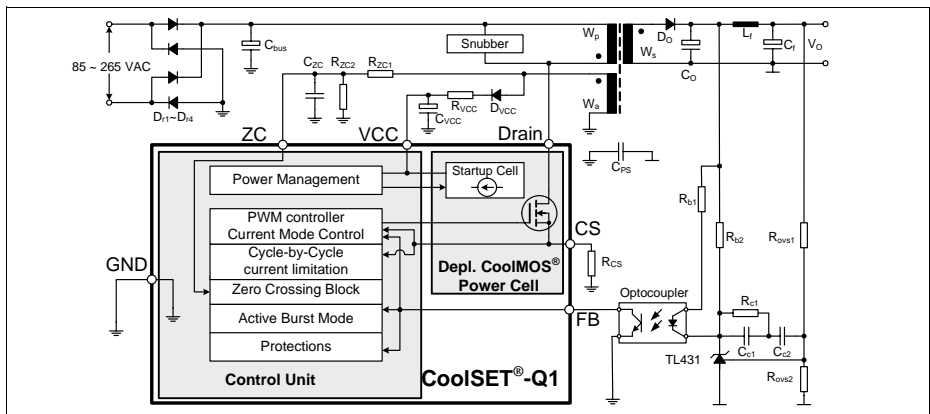 85 ~ 265 VAC
Dr1~Dr4
Cbus
Snubber
Wp
Ws
Wa
DO
CO
Lf
Cf
VO
CZC
RZC2
RZC1
RVCC
DVCC
CVCC
ZC
VCC
Drain
CPS
Power Management
Startup Cell
PWM controller
Current Mode Control
Cycle-by-Cycle
current limitation
Zero Crossing Block
Active Burst Mode
Protections
Control Unit
Depl. CoolMOS®
Power Cell
CoolSET®-Q1
GND
CS
RCS
FB
Optocoupler
Rb1
Rb2
Rovs1
Rc1
Cc1
Cc2
TL431
Rovs2